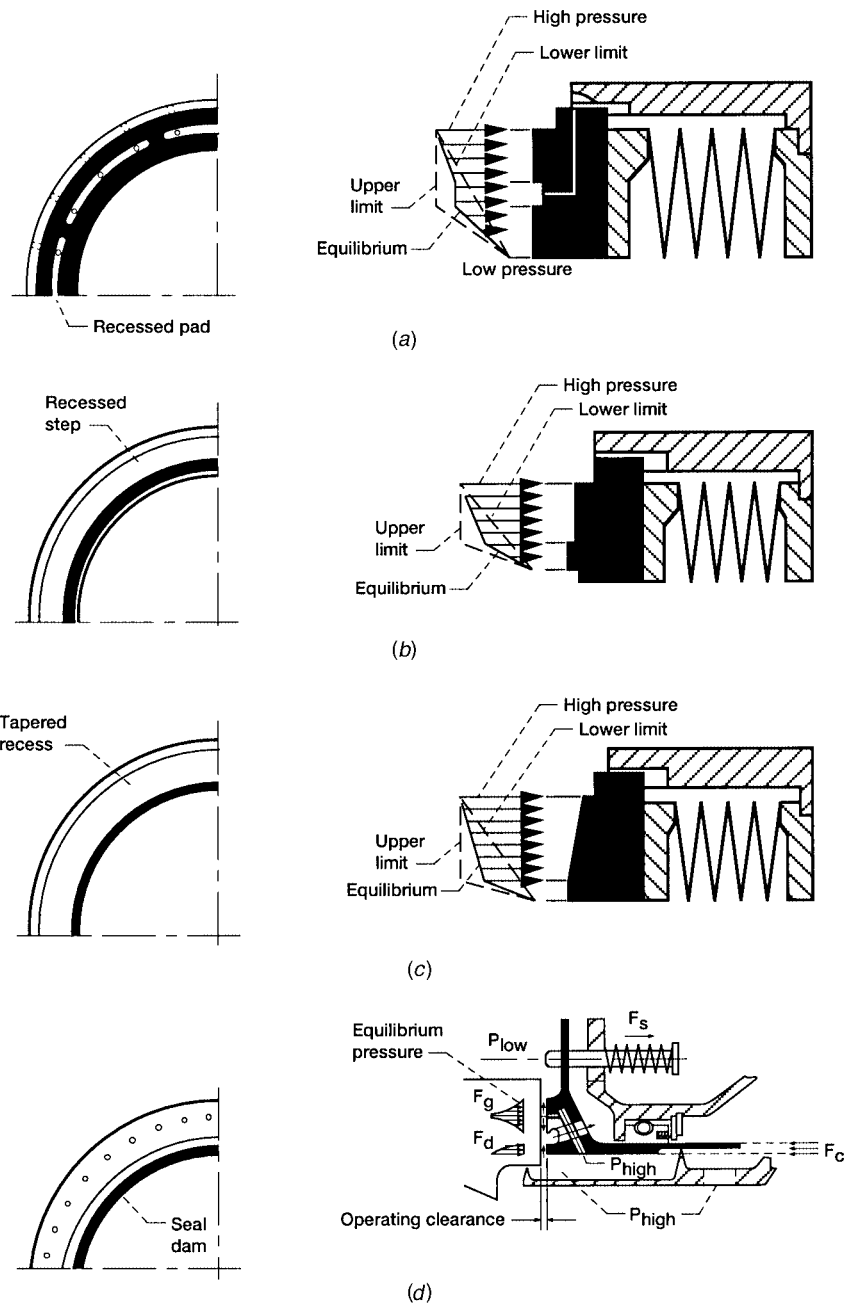 High pressure
Lower limit
Upper
limit
Equilibrium
Low pressure
Recessed pad
(a)
Recessed
step
High pressure
Lower limit
Upper
limit
Equilibrium
(b)
Tapered
recess
High pressure
Lower limit
Upper
limit
Equilibrium
(c)
Equilibrium
pressure
Plow
Fs
Fg
Fd
Phigh
Fc
Seal
dam
Operating clearance
Phigh
(d)